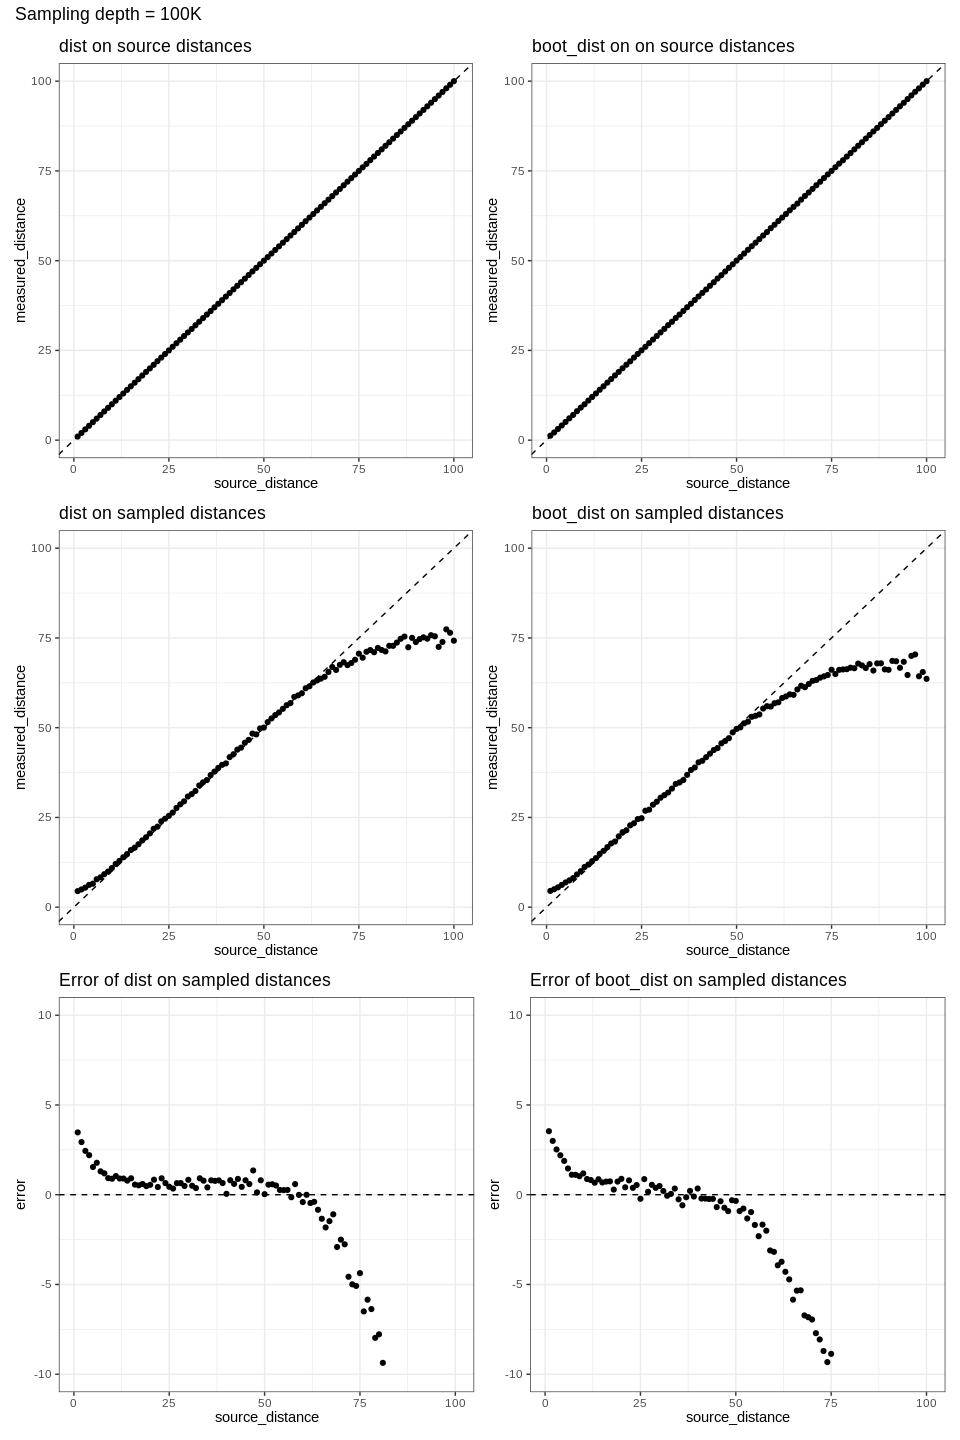 Sampling depth = 100K
dist on source distances
100
75
50
25
0
measured_distance
0 25 50 75 100
source_distance
boot_dist on on source distances
100
75
50
25
0
measured_distance
0 25 50 75 100
source_distance
dist on sampled distances
100
75
50
25
0
measured_distance
0 25 50 75 100
source_distance
boot_dist on sampled distances
100
75
50
25
0
measured_distance
0 25 50 75 100
source_distance
Error of dist on sampled distances
10
5
0
-5
-10
error
0 25 50 75 100
source_distance
Error of boot_dist on sampled distances
10
5
0
-5
-10
error
0 25 50 75 100
source_distance